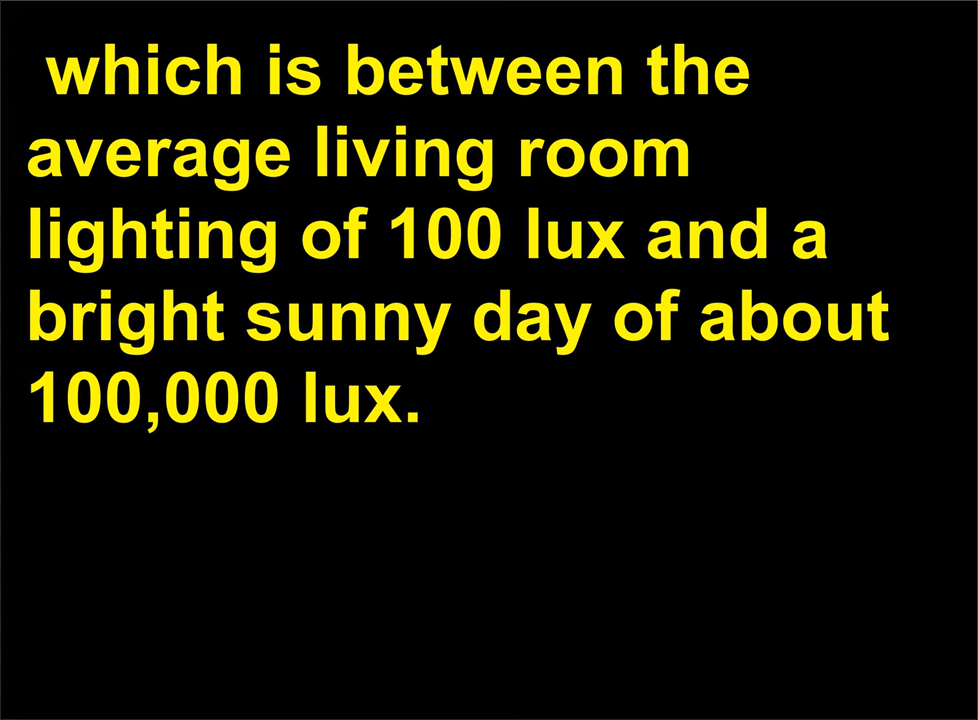 which is between the
average living room
lighting of 100 lux and a
bright sunny day of about
100,000 lux.